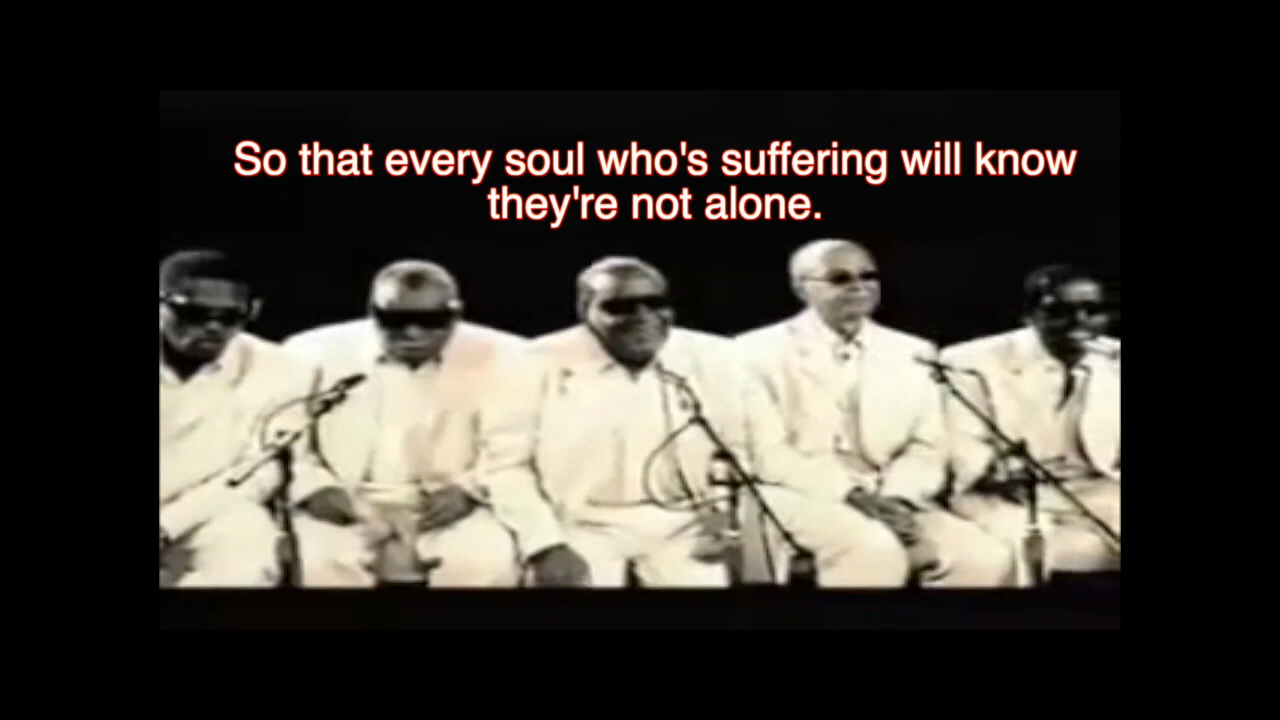 So that every soul who's suffering will know
they're not alone.